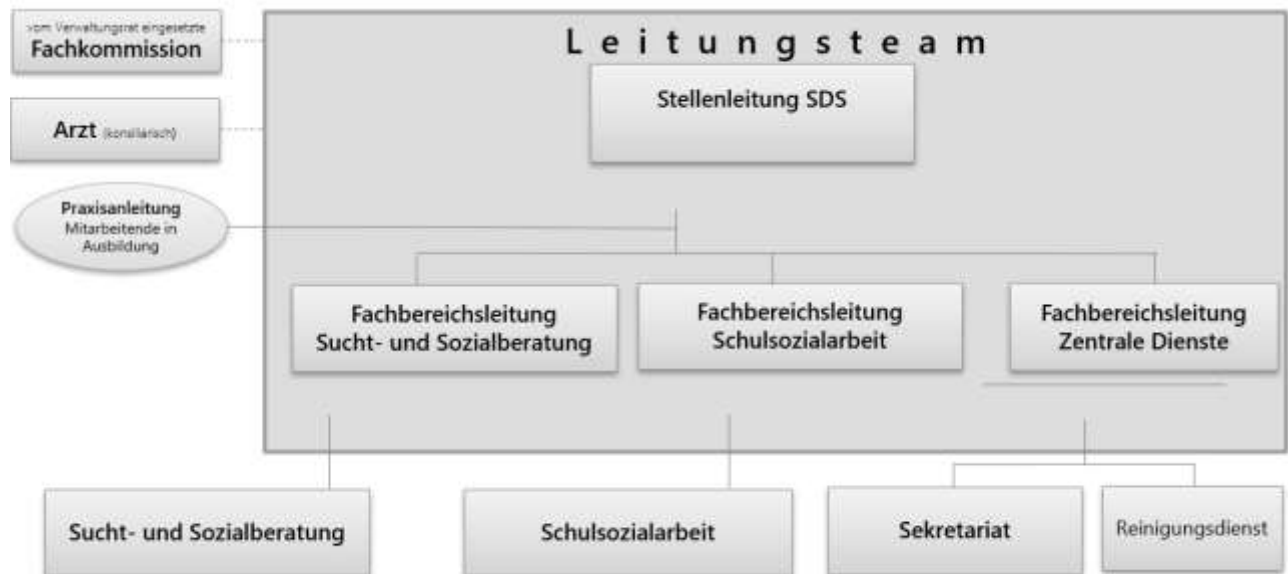 vom Verwaltungsrat eingesetzte
Fachkommission
Leitungsteam
Stellenleitung SDS
Arzt (konsiliarisch)
Praxisanleitung
Mitarbeitende in
Ausbildung
Fachbereichsleitung
Sucht- und Sozialberatung
Fachbereichsleitung
Schulsozialarbeit
Fachbereichsleitung
Zentrale Dienste
Sucht- und Sozialberatung
Schulsozialarbeit
Sekretariat
Reinigungsdienst